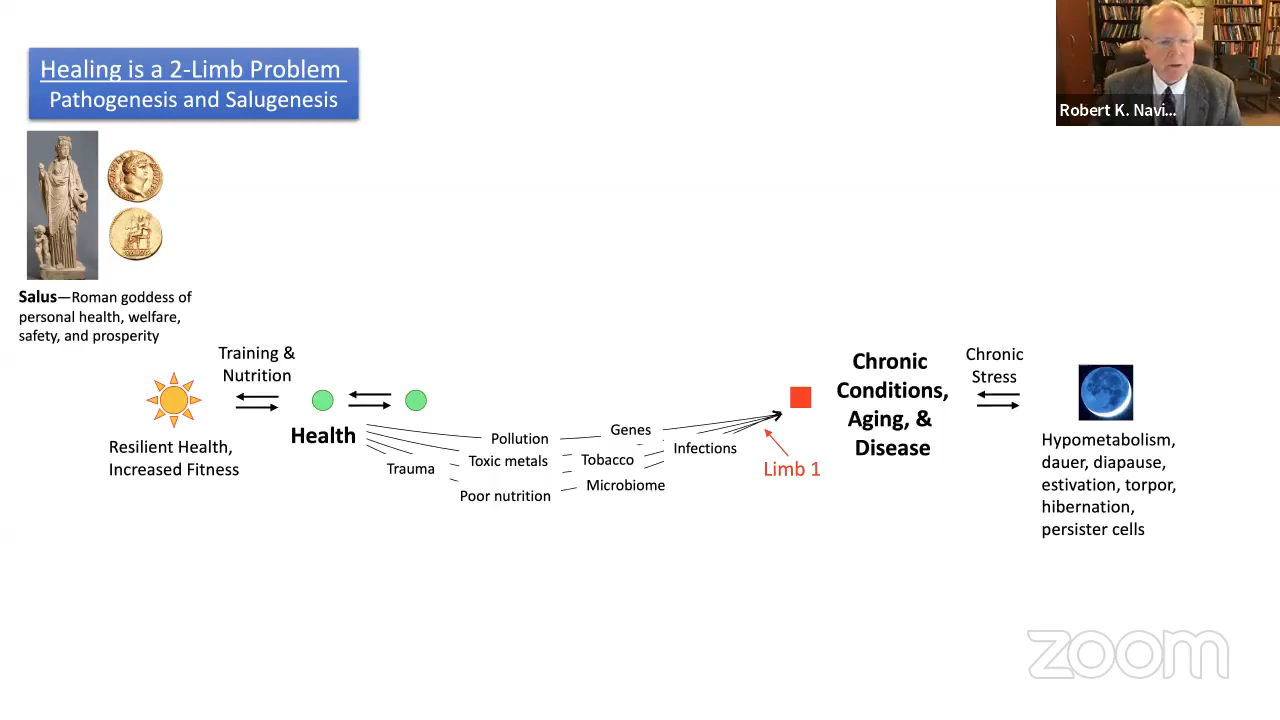 Healing is a 2-Limb Problem
Pathogenesis and Salugenesis
Robert K. Navi...
Salus—Roman goddess of
personal health, welfare,
safety, and prosperity
Training &
Nutrition
Resilient Health,
Increased Fitness
Health
Trauma
Pollution
Toxic metals
Poor nutrition
Genes
Tobacco
Microbiome
Infections
Limb 1
Chronic
Conditions,
Aging, &
Disease
Chronic
Stress
Hypometabolism,
dauer, diapause,
estivation, torpor,
hibernation,
persister cells
zoom